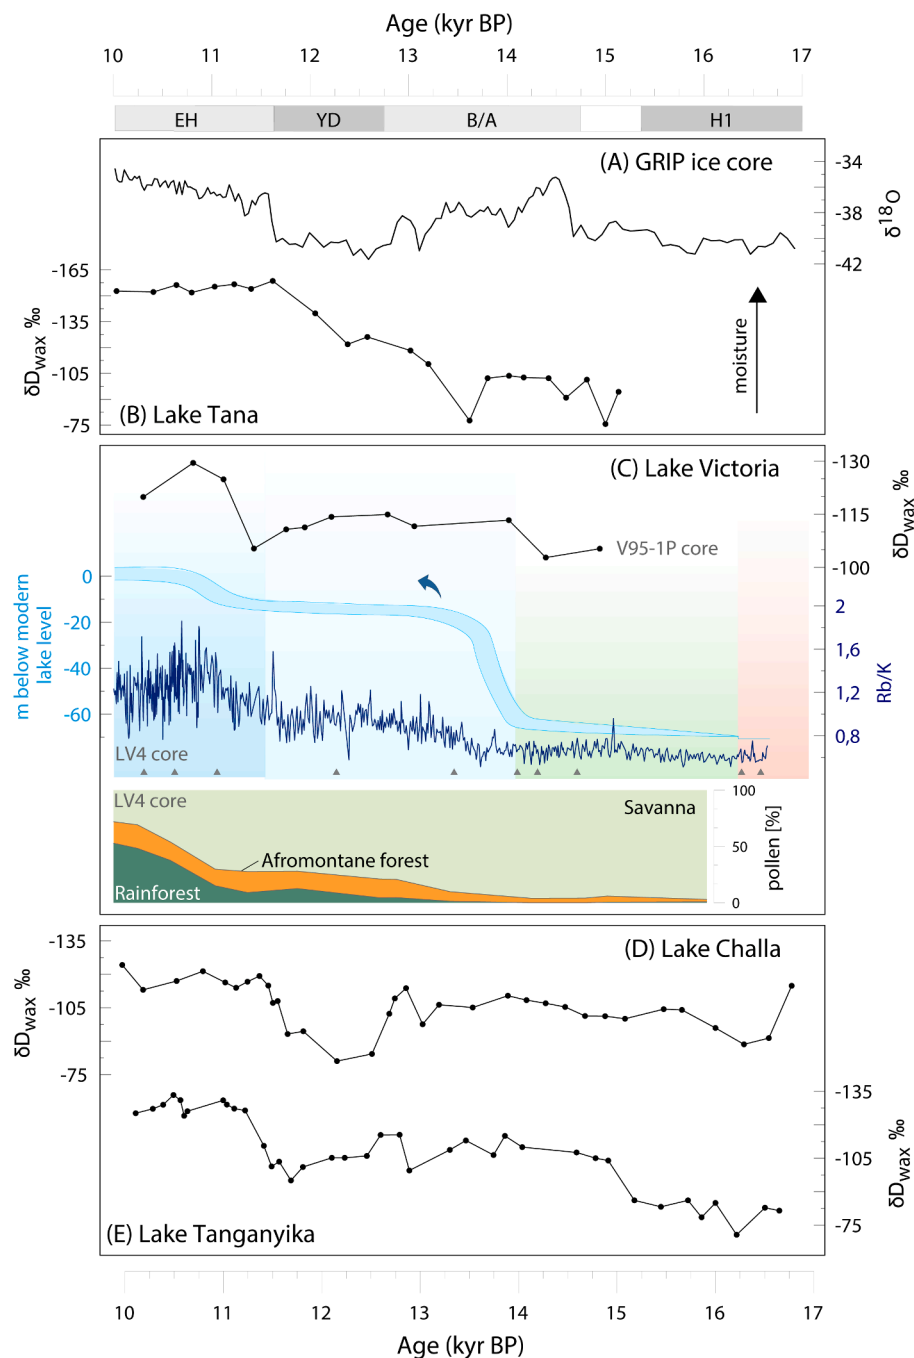 Age (kyr BP)
10 11 12 13 14 15 16 17
EH YD B/A H1
(A) GRIP ice core
-34
-38
-42
δ18O
-165
-135
-105
-75
δDwax ‰
moisture
(B) Lake Tana
(C) Lake Victoria
-130
-115
-100
δDwax ‰
V95-1P core
0
-20
-40
-60
m below modern
lake level
2
1,6
1,2
0,8
Rb/K
LV4 core
LV4 core
Savanna
Afromontane forest
Rainforest
100
50
0
pollen [%]
(D) Lake Challa
-135
-105
-75
δDwax ‰
-135
-105
-75
δDwax ‰
(E) Lake Tanganyika
10 11 12 13 14 15 16 17
Age (kyr BP)